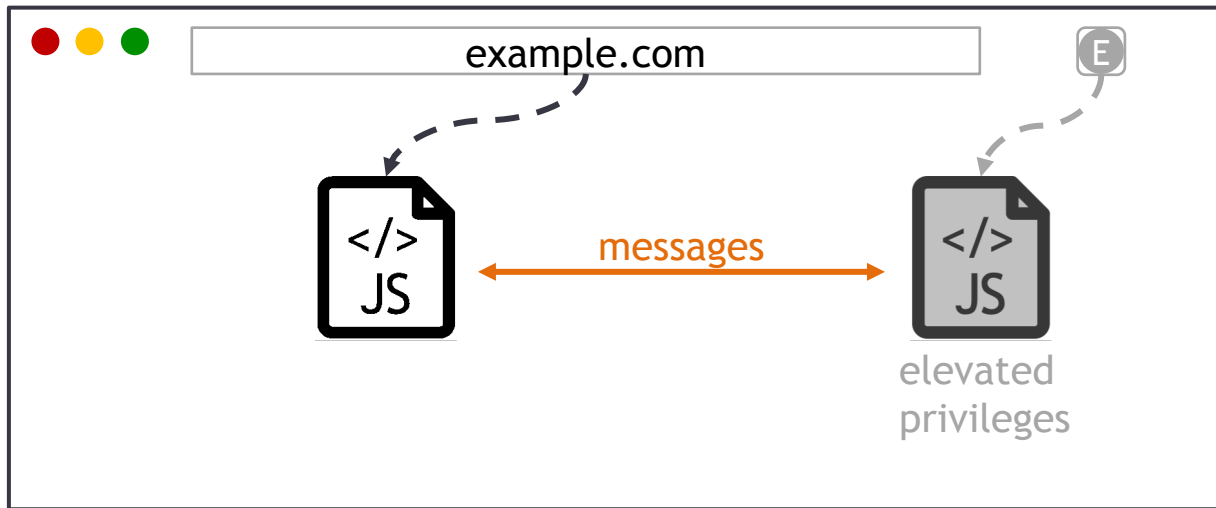 example.com
E
messages
</>
JS
</>
JS
elevated
privileges